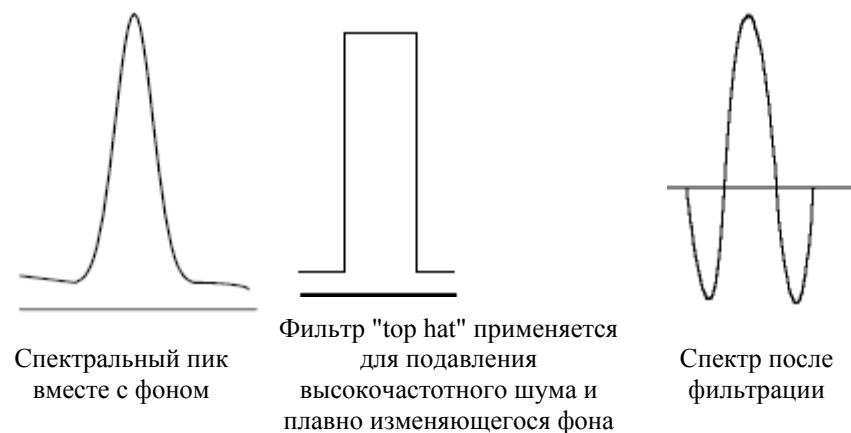 Спектральный пик
вместе с фоном
Фильтр "top hat" применяется
для подавления
высокочастотного шума и
плавно изменяющегося фона
Спектр после
фильтрации